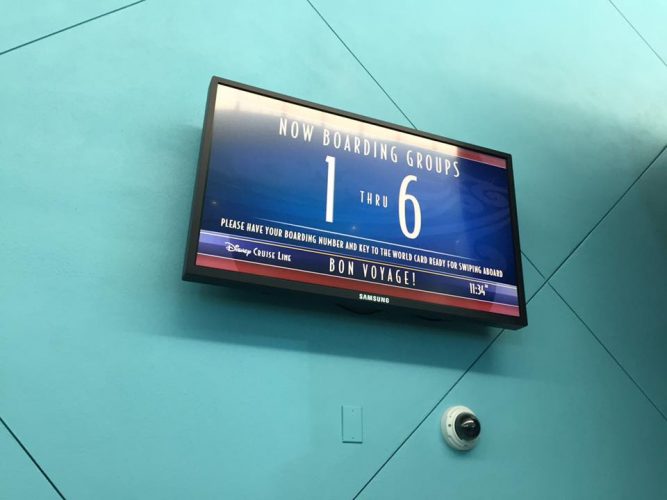 NOW BOARDING GROUPS
1 THRU 6
PLEASE HAVE YOUR BOARDING NUMBER AND KEY TO THE WORLD CARD READY FOR SWIPING ABOARD
Disney CRUISE LINE
BON VOYAGE!
11:34
SAMSUNG